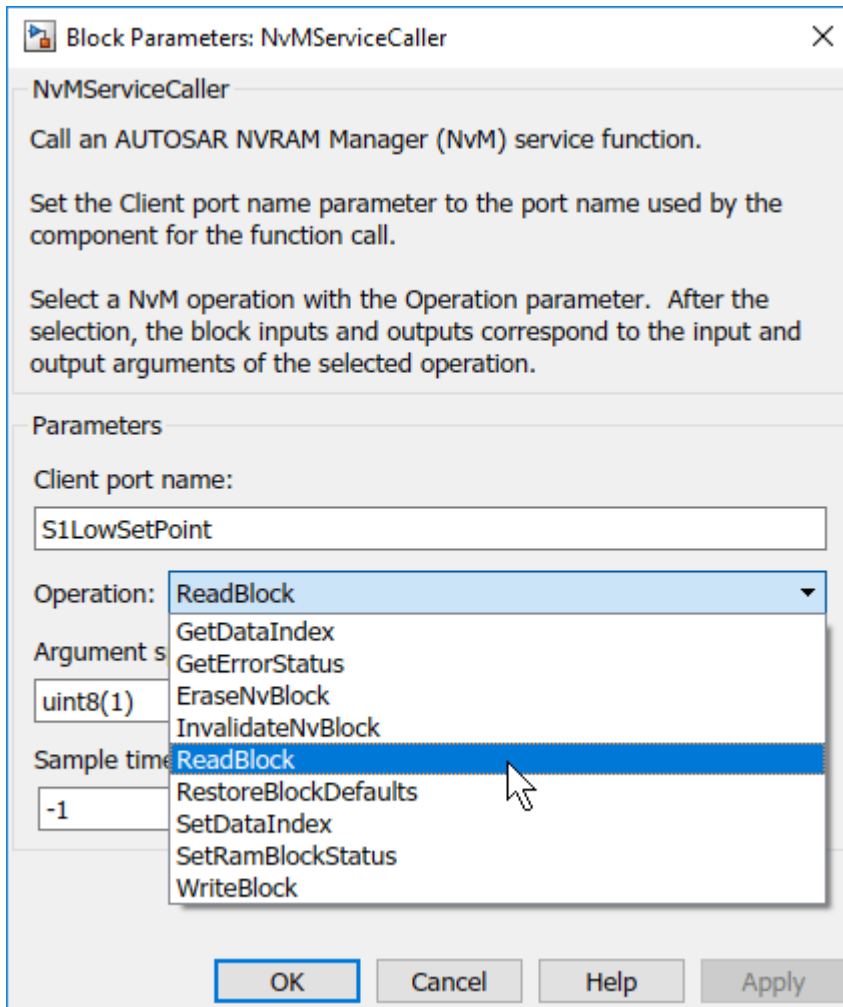 Block Parameters: NvMServiceCaller
NvMServiceCaller
Call an AUTOSAR NVRAM Manager (NvM) service function.
Set the Client port name parameter to the port name used by the
component for the function call.
Select a NvM operation with the Operation parameter.  After the
selection, the block inputs and outputs correspond to the input and
output arguments of the selected operation.
Parameters
Client port name:
S1LowSetPoint
Operation: ReadBlock
GetDataIndex
Argument
GetErrorStatus
EraseNvBlock
uint8(1)
InvalidateNvBlock
Sample time
ReadBlock
RestoreBlockDefaults
-1
SetDataIndex
SetRamBlockStatus
WriteBlock
OK Cancel Help Apply